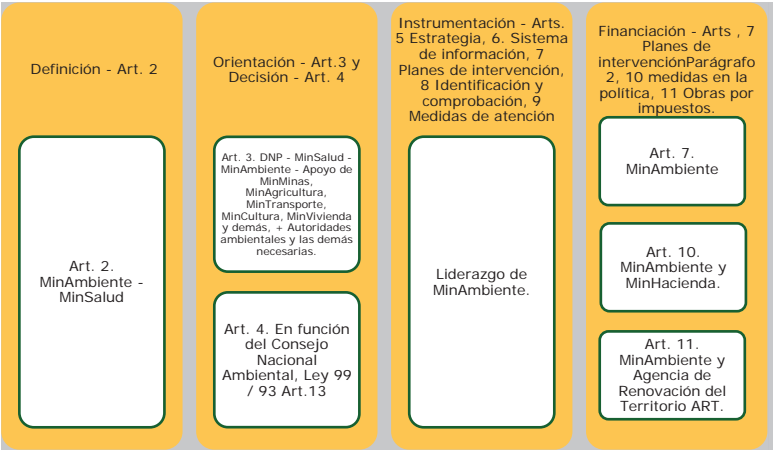 Definición - Art. 2
Art. 2.
MinAmbiente -
MinSalud
Orientación - Art.3 y
Decisión - Art. 4
Art. 3. DNP - MinSalud -
MinAmbiente - Apoyo de
MinMinas,
MinAgricultura,
MinTransporte,
MinCultura, MinVivienda
y demás, + Autoridades
ambientales y las demás
necesarias.
Art. 4. En función
del Consejo
Nacional
Ambiental, Ley 99
/ 93 Art.13
Instrumentación - Arts.
5 Estrategia, 6. Sistema
de información, 7
Planes de intervención,
8 Identificación y
comprobación, 9
Medidas de atención
Liderazgo de
MinAmbiente.
Financiación - Arts , 7
Planes de
intervenciónParágrafo
2, 10 medidas en la
política, 11 Obras por
impuestos.
Art. 7.
MinAmbiente
Art. 10.
MinAmbiente y
MinHacienda.
Art. 11.
MinAmbiente y
Agencia de
Renovación del
Territorio ART.